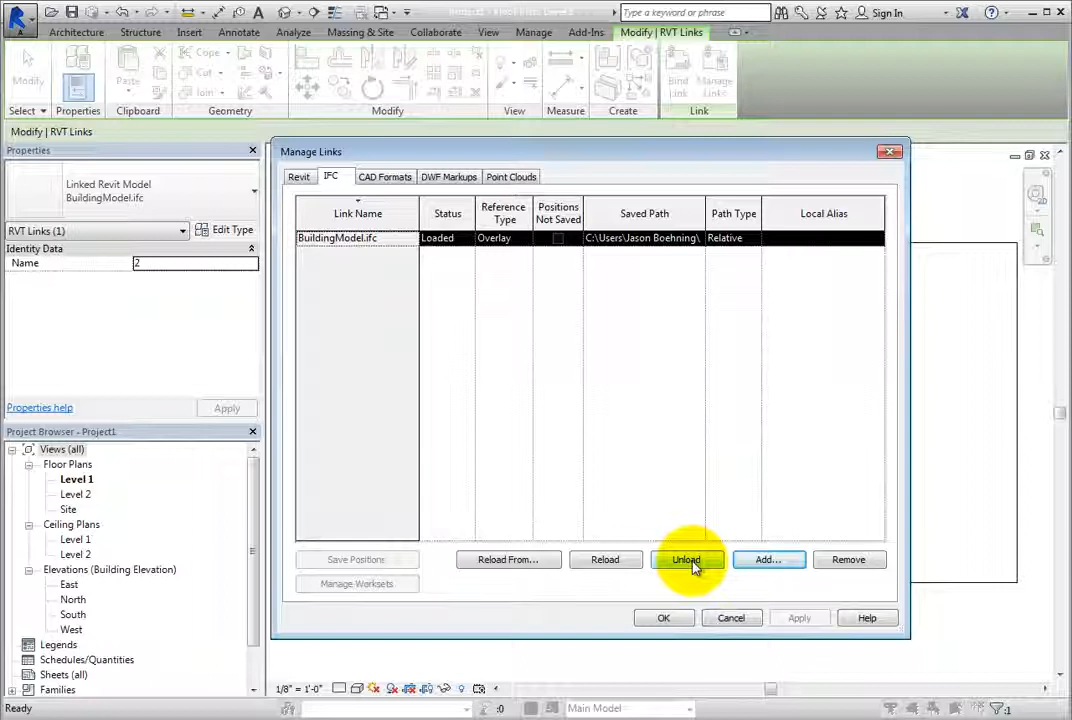 Type a keyword or phrase
Sign In
Architecture Structure Insert Annotate Analyze Massing & Site Collaborate View Manage Add-Ins Modify | RVT Links
Modify
Paste
Cope
Cut
Join
Bind Link
Manage Links
Select Properties Clipboard Geometry Modify View Measure Create Link
Modify | RVT Links
Properties
Linked Revit Model
BuildingModel.ifc
RVT Links (1)
Edit Type
Identity Data
Name 2
Properties help
Apply
Project Browser - Project1
Views (all)
Floor Plans
Level 1
Level 2
Site
Ceiling Plans
Level 1
Level 2
Elevations (Building Elevation)
East
North
South
West
Legends
Schedules/Quantities
Sheets (all)
Families
Manage Links
Revit IFC CAD Formats DWF Markups Point Clouds
Link Name Status Reference Type Positions Not Saved Saved Path Path Type Local Alias
BuildingModel.ifc Loaded Overlay C:\Users\Jason Boehning\ Relative
Save Positions Reload From... Reload Unload Add... Remove
Manage Worksets
OK Cancel Apply Help
1/8" = 1'-0"
Ready
:0
Main Model
:1